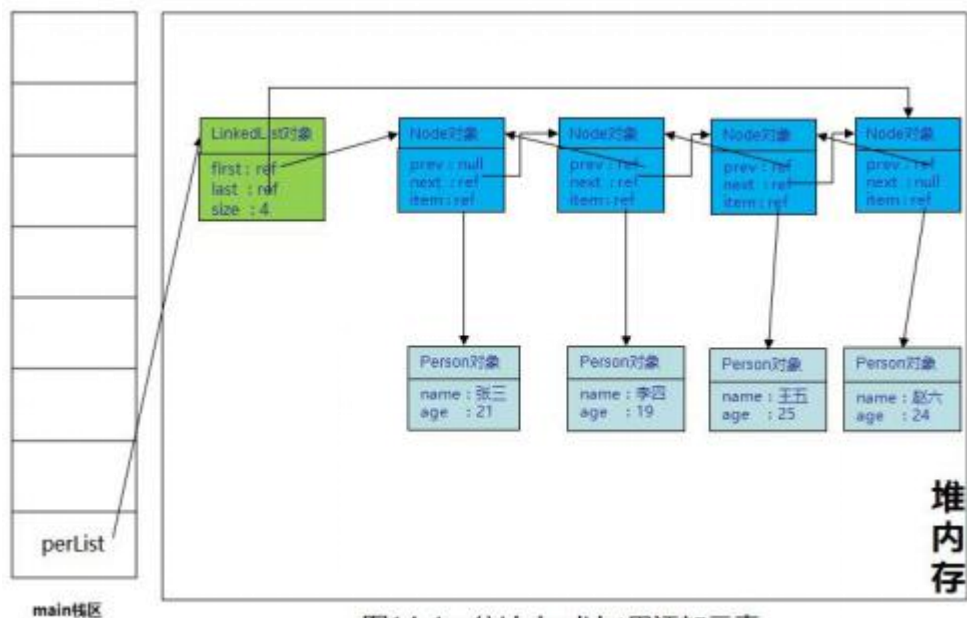 LinkedList对象
first : ref
last : ref
size : 4
Node对象
prev : null
next : ref
item : ref
Node对象
prev : ref
next : ref
item : ref
Node对象
prev : ref
next : ref
item : ref
Node对象
prev : ref
next : null
item : ref
Person对象
name : 张三
age : 21
Person对象
name : 李四
age : 19
Person对象
name : 王五
age : 25
Person对象
name : 赵六
age : 24
堆内存
perList
main栈区